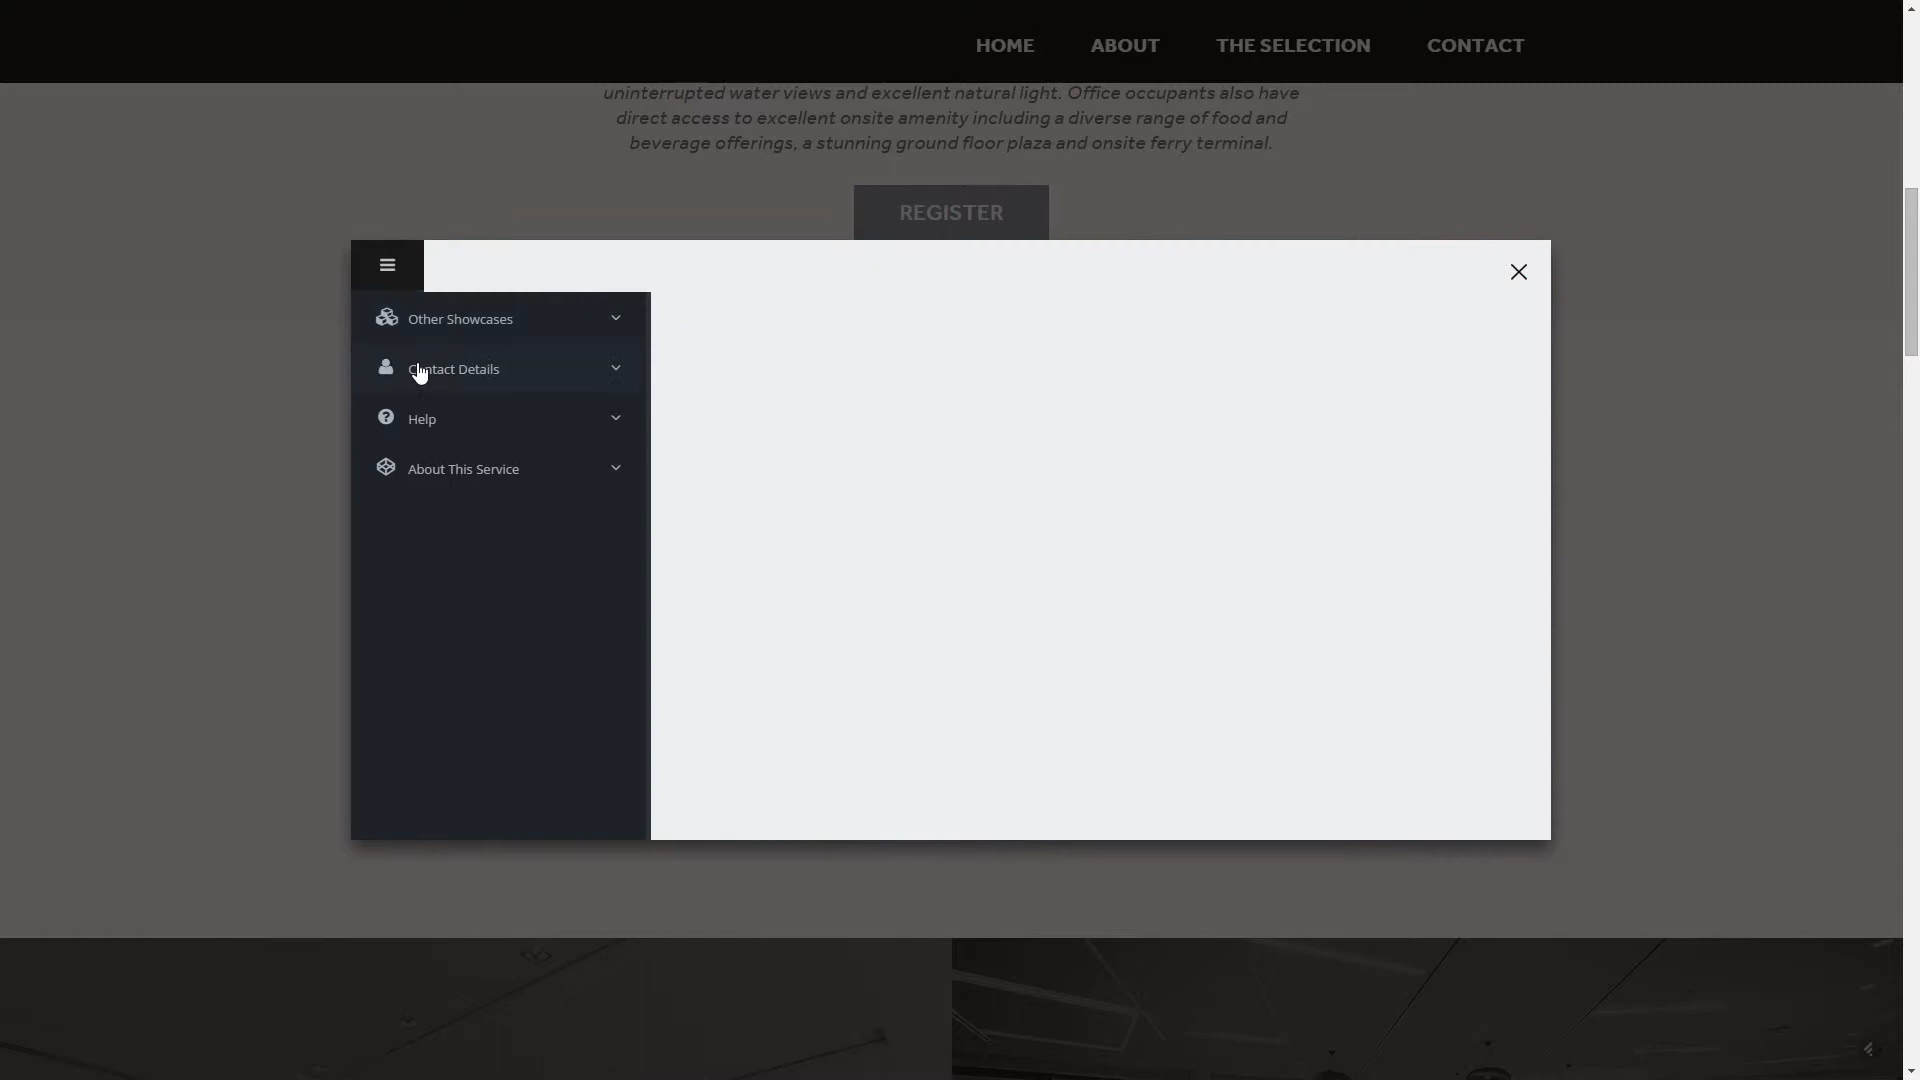 HOME ABOUT THE SELECTION CONTACT
uninterrupted water views and excellent natural light. Office occupants also have
direct access to excellent onsite amenity including a diverse range of food and
beverage offerings, a stunning ground floor plaza and onsite ferry terminal.
REGISTER
Other Showcases
Contact Details
Help
About This Service